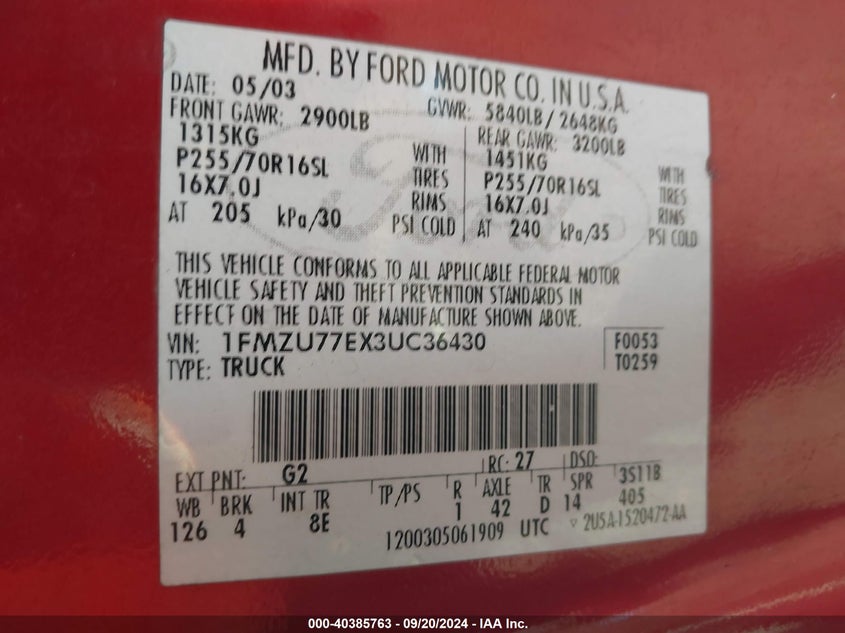 MFD. BY FORD MOTOR CO. IN U.S.A.
DATE: 05/03 GVWR: 5840LB / 2648KG
FRONT GAWR: 2900LB REAR GAWR: 3200LB
1315KG WITH 1451KG WITH
P255/70R16SL TIRES P255/70R16SL TIRES
16X7.0J RIMS 16X7.0J RIMS
AT 205 kPa/30 PSI COLD AT 240 kPa/35 PSI COLD
Ford
THIS VEHICLE CONFORMS TO ALL APPLICABLE FEDERAL MOTOR
VEHICLE SAFETY AND THEFT PREVENTION STANDARDS IN
EFFECT ON THE DATE OF MANUFACTURE SHOWN ABOVE.
VIN: 1FMZU77EX3UC36430 F0053
TYPE: TRUCK T0259
EXT PNT: G2 RC: 27 DSO:
WB BRK INT TR TP/PS R AXLE TR SPR 3S11B
126 4 8E 1 42 D 14 405
1200305061909 UTC ▿ 2U5A-1520472-AA
000-40385763 - 09/20/2024 - IAA Inc.